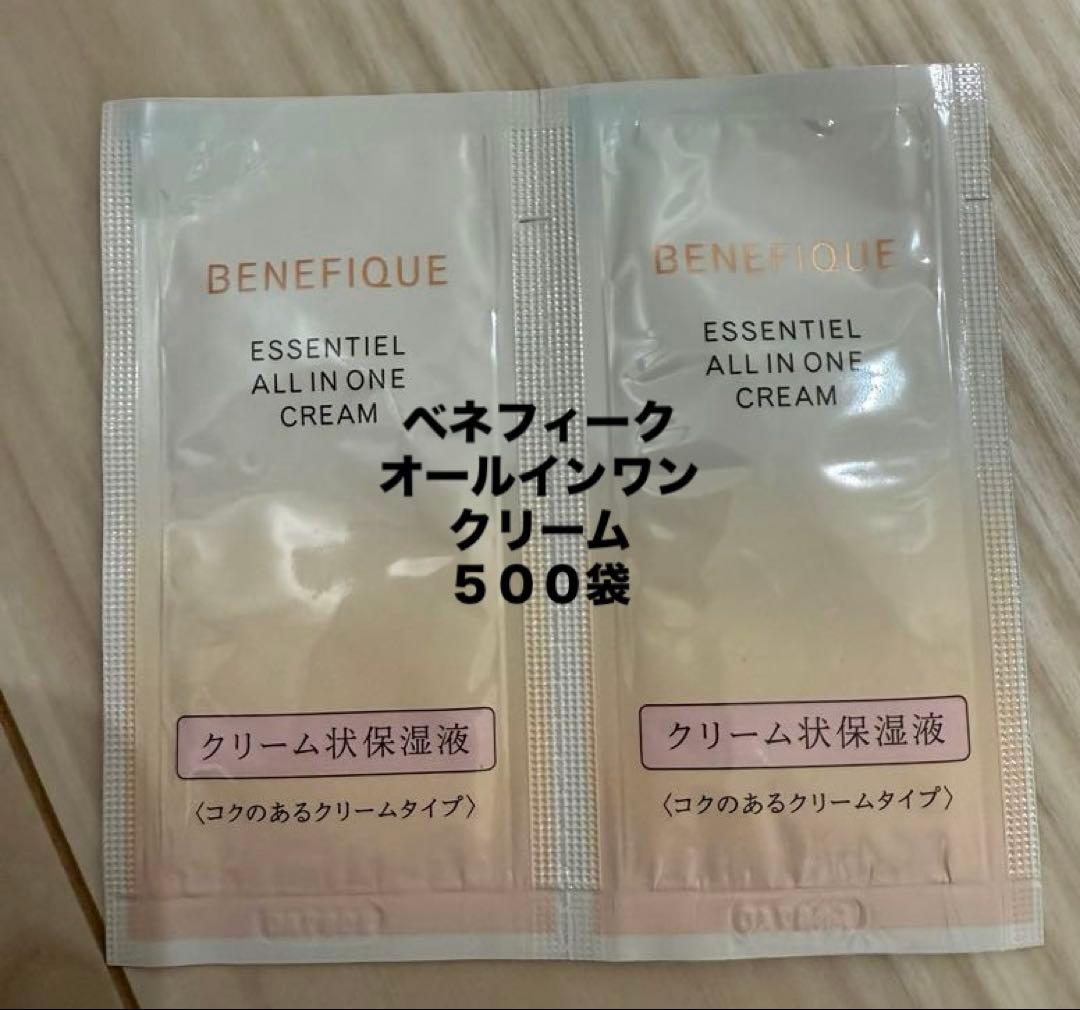 BENEFIQUE
ESSENTIEL
ALL IN ONE
CREAM
クリーム状保湿液
〈コクのあるクリームタイプ〉
BENEFIQUE
ESSENTIEL
ALL IN ONE
CREAM
クリーム状保湿液
〈コクのあるクリームタイプ〉
ベネフィーク
オールインワン
クリーム
５００袋